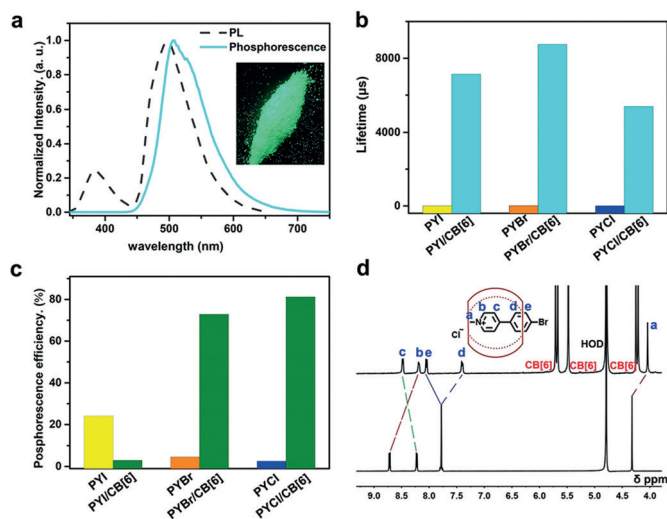 a
PL
Phosphorescence
Normalized Intensity. (a. u.)
1.0
0.8
0.6
0.4
0.2
0.0
400
500
600
700
wavelength (nm)
b
Lifetime (μs)
8000
4000
0
PYI
PYI/CB[6]
PYBr
PYBr/CB[6]
PYCl
PYCl/CB[6]
c
Posphorescence efficiency. (%)
80
60
40
20
0
PYI
PYI/CB[6]
PYBr
PYBr/CB[6]
PYCl
PYCl/CB[6]
d
b c d e
a N+ Br
Cl-
HOD
a
c b e d
CB[6] CB[6] CB[6]
9.3 8.5 8.0 7.5 7.0 6.5 6.0 5.5 5.0 4.5 4.0
δ ppm